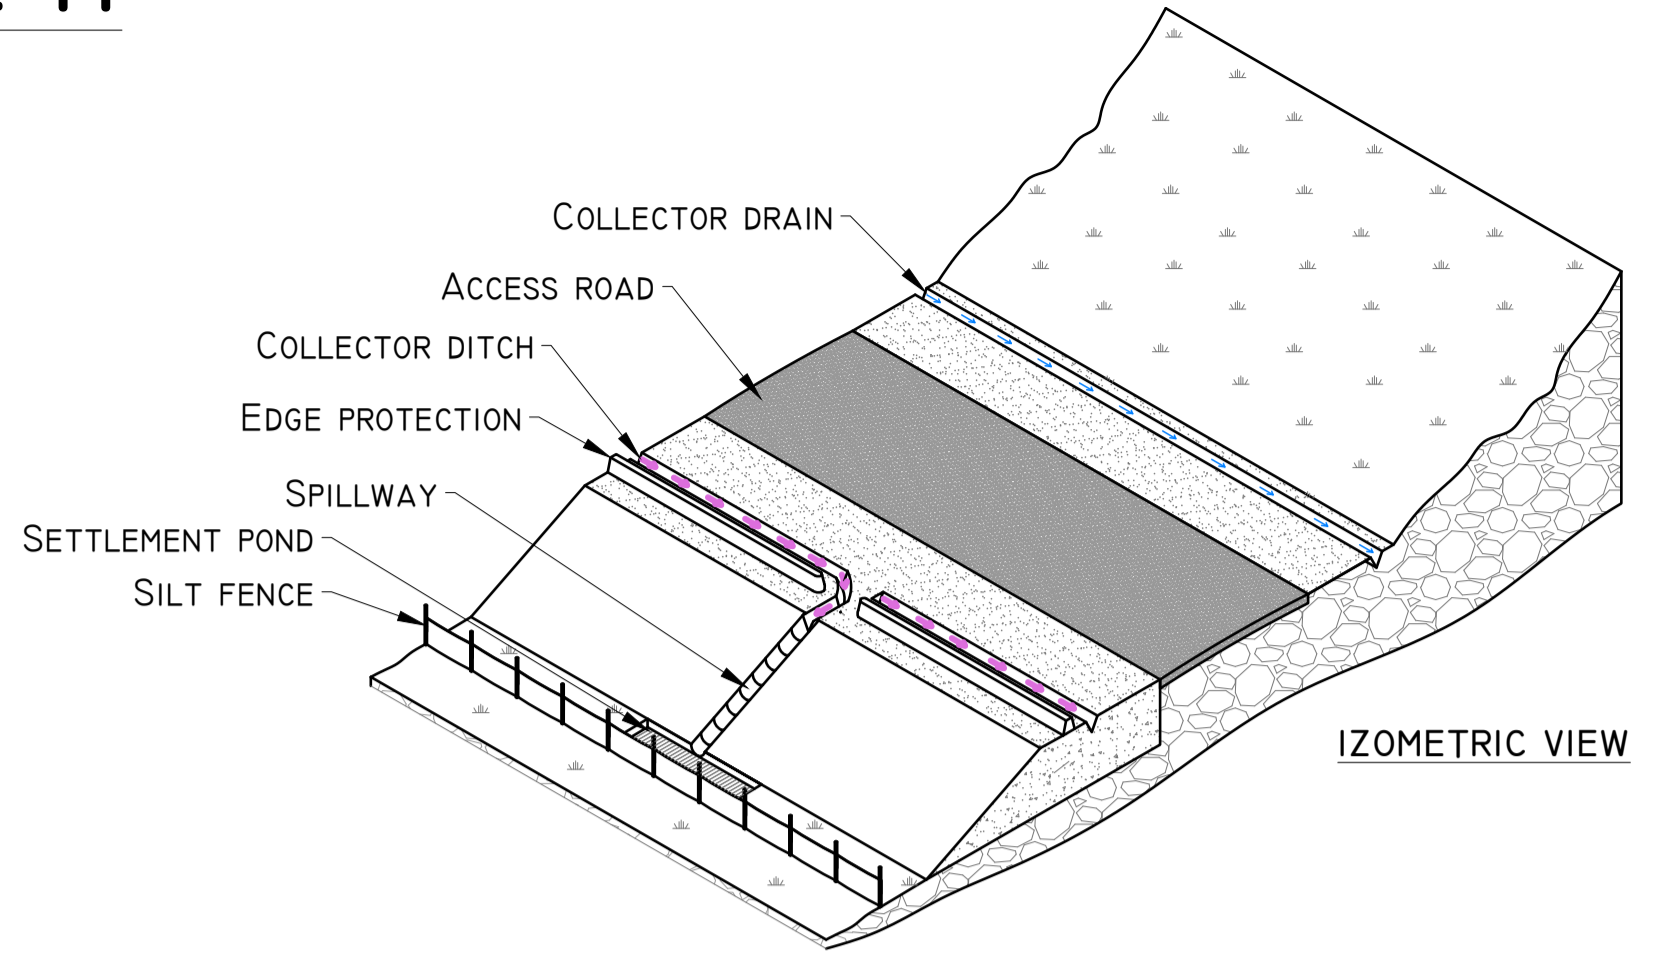 Collector drain
Access road
Collector ditch
Edge protection
Spillway
Settlement pond
Silt fence
IZOMETRIC VIEW